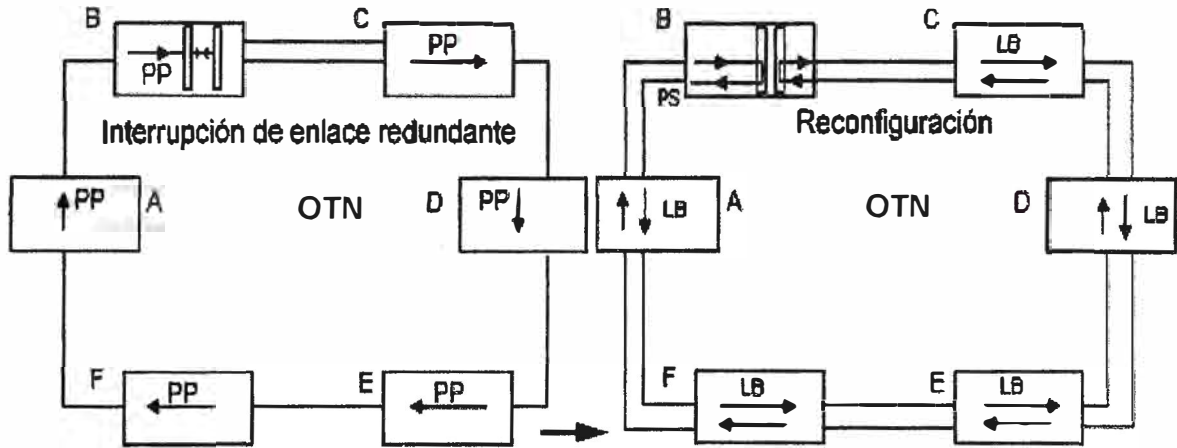 B
C
PP
PP
Interrupción de enlace redundante
PP
A
OTN
D
PP
F
PP
E
PP
B
C
PS
LB
Reconfiguración
LB
A
OTN
D
LB
F
LB
E
LB